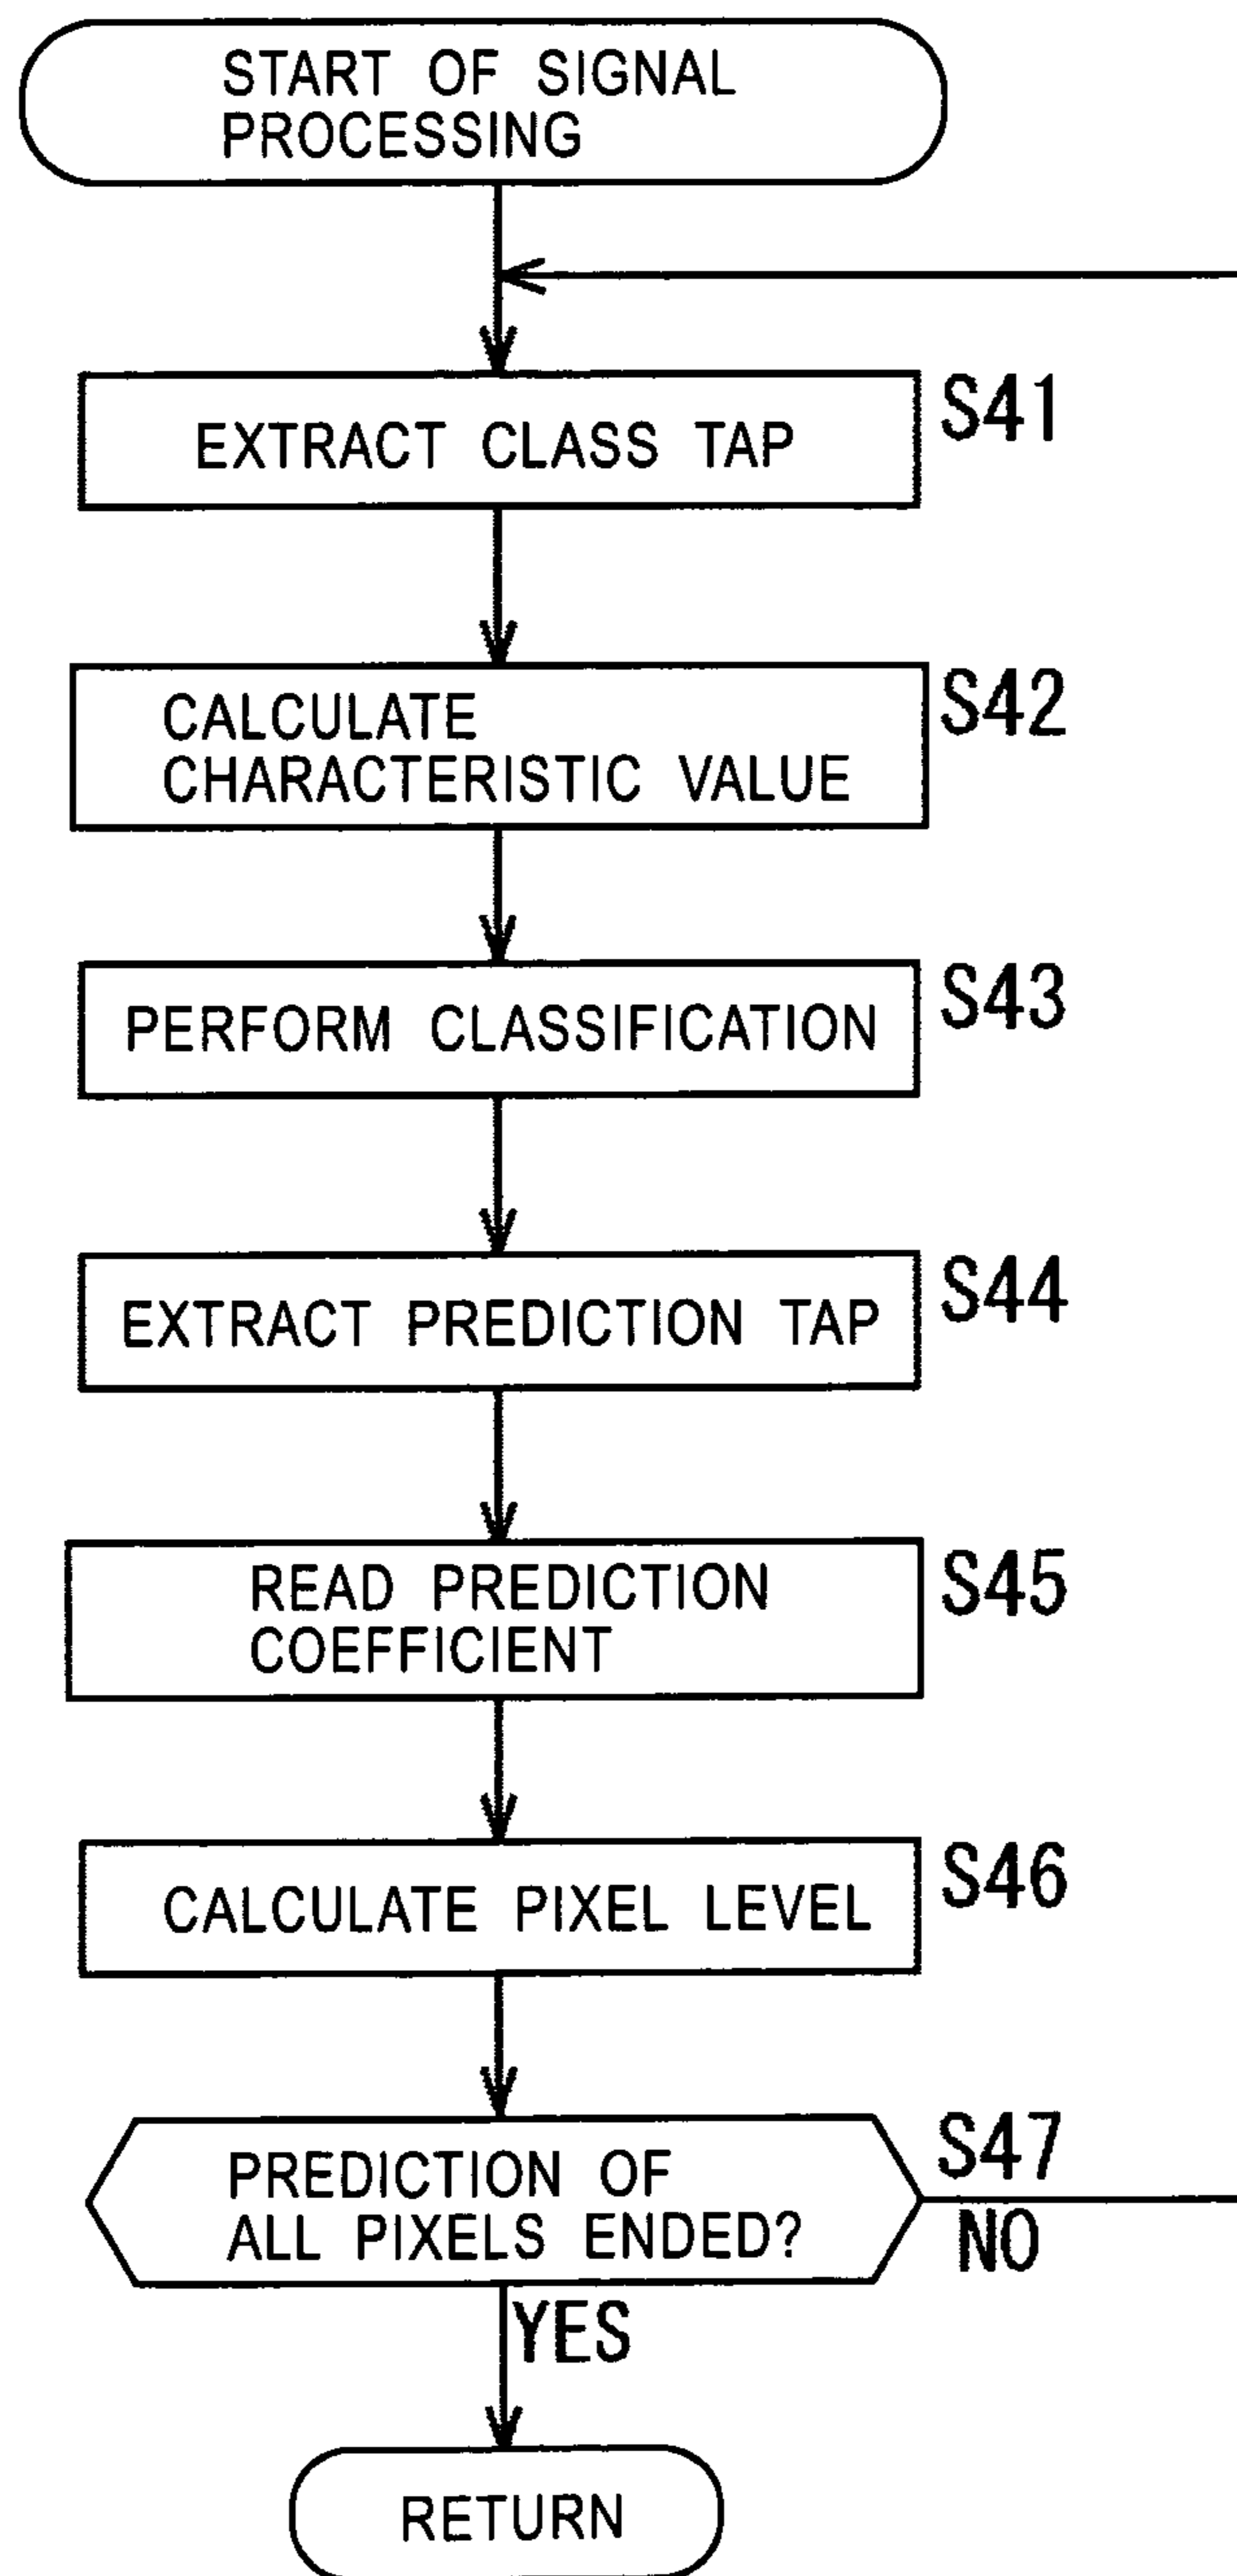 START OF SIGNAL
PROCESSING
EXTRACT CLASS TAP
S41
CALCULATE
CHARACTERISTIC VALUE
S42
PERFORM CLASSIFICATION
S43
EXTRACT PREDICTION TAP
S44
READ PREDICTION
COEFFICIENT
S45
CALCULATE PIXEL LEVEL
S46
PREDICTION OF
ALL PIXELS ENDED?
S47
NO
YES
RETURN